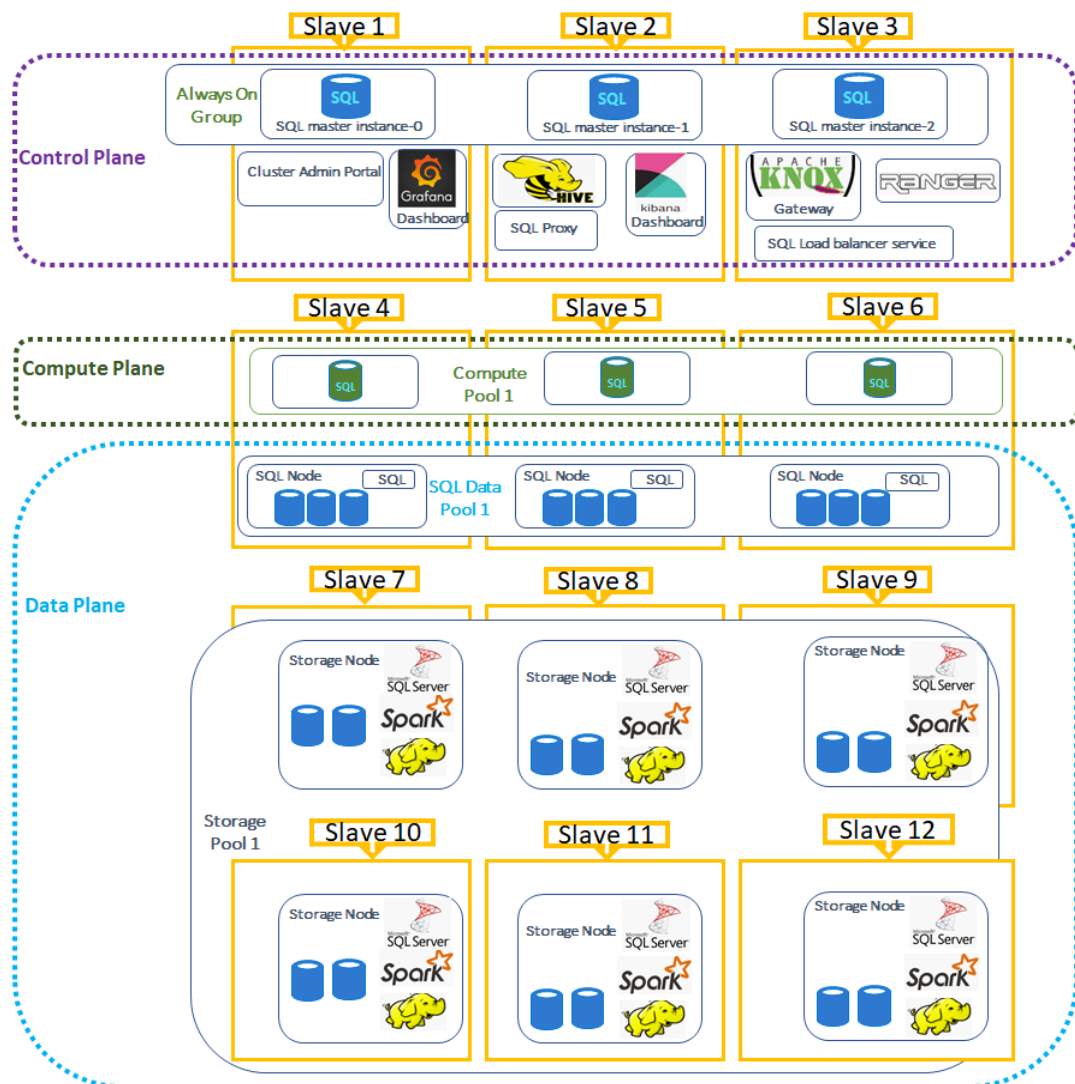 Slave 1
Slave 2
Slave 3
Always On
Group
SQL
SQL master instance-0
SQL
SQL master instance-1
SQL
SQL master instance-2
Control Plane
Cluster Admin Portal
Grafana
Dashboard
HIVE
SQL Proxy
kibana
Dashboard
APACHE
KNOX
Gateway
RANGER
SQL Load balancer service
Slave 4
Slave 5
Slave 6
Compute Plane
SQL
Compute
Pool 1
SQL
SQL
SQL Node
SQL
SQL Data
Pool 1
SQL Node
SQL
SQL Node
SQL
Data Plane
Slave 7
Slave 8
Slave 9
Storage Node
Microsoft
SQL Server
Spark
Storage Node
Microsoft
SQL Server
Spark
Storage Node
Microsoft
SQL Server
Spark
Storage
Pool 1
Slave 10
Slave 11
Slave 12
Storage Node
Microsoft
SQL Server
Spark
Storage Node
Microsoft
SQL Server
Spark
Storage Node
Microsoft
SQL Server
Spark